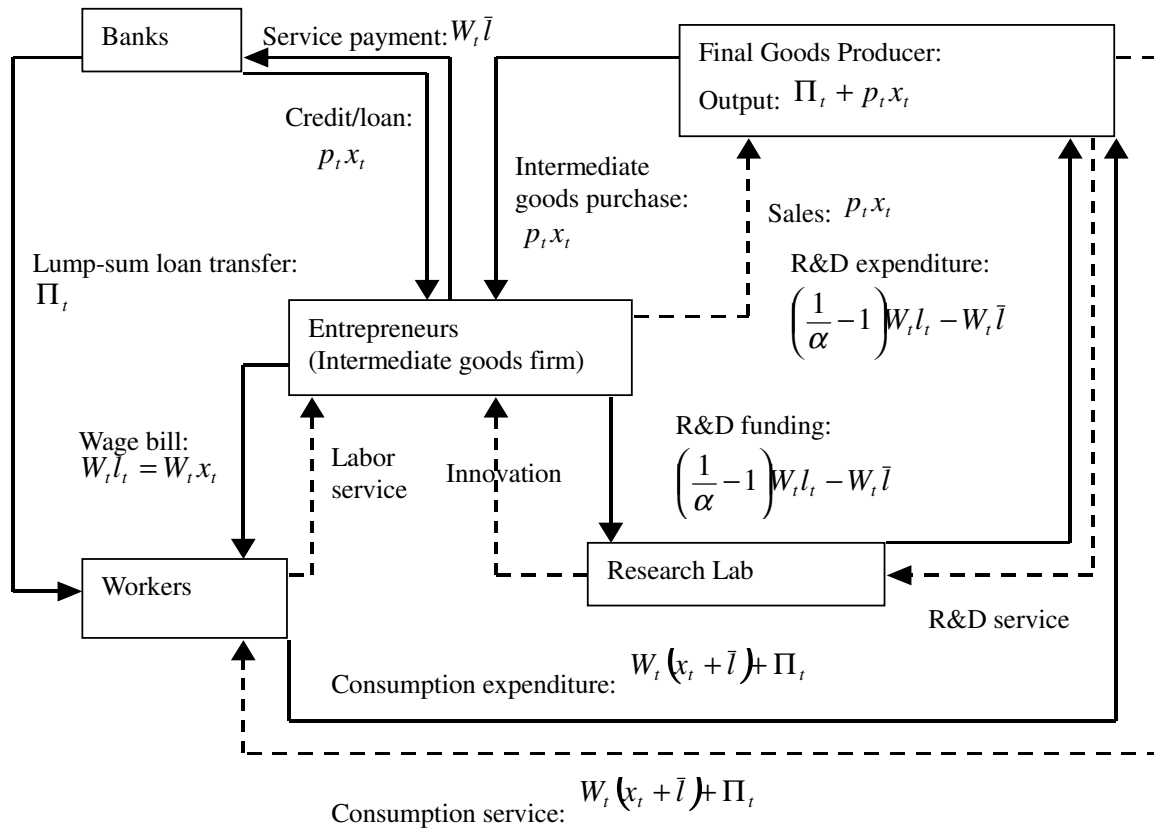 Banks
Service payment: W_t l̄
Final Goods Producer:
Output: Π_t + p_t x_t
Credit/loan:
p_t x_t
Intermediate
goods purchase:
p_t x_t
Sales: p_t x_t
R&D expenditure:
(1/α − 1) W_t l_t − W_t l̄
Lump-sum loan transfer:
Π_t
Entrepreneurs
(Intermediate goods firm)
Wage bill:
W_t l_t = W_t x_t
Labor
service
Innovation
R&D funding:
(1/α − 1) W_t l_t − W_t l̄
Workers
Research Lab
R&D service
Consumption expenditure: W_t (x_t + l̄) + Π_t
Consumption service: W_t (x_t + l̄) + Π_t